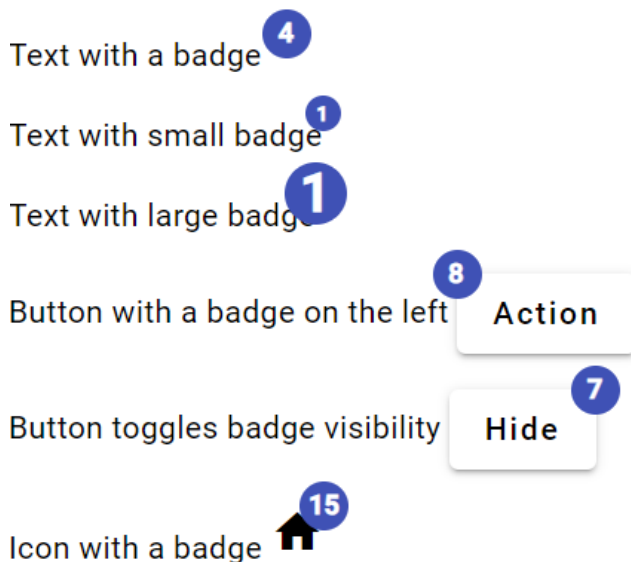 Text with a badge 4
Text with small badge 1
Text with large badge 1
Button with a badge on the left 8 Action
Button toggles badge visibility Hide 7
Icon with a badge 15